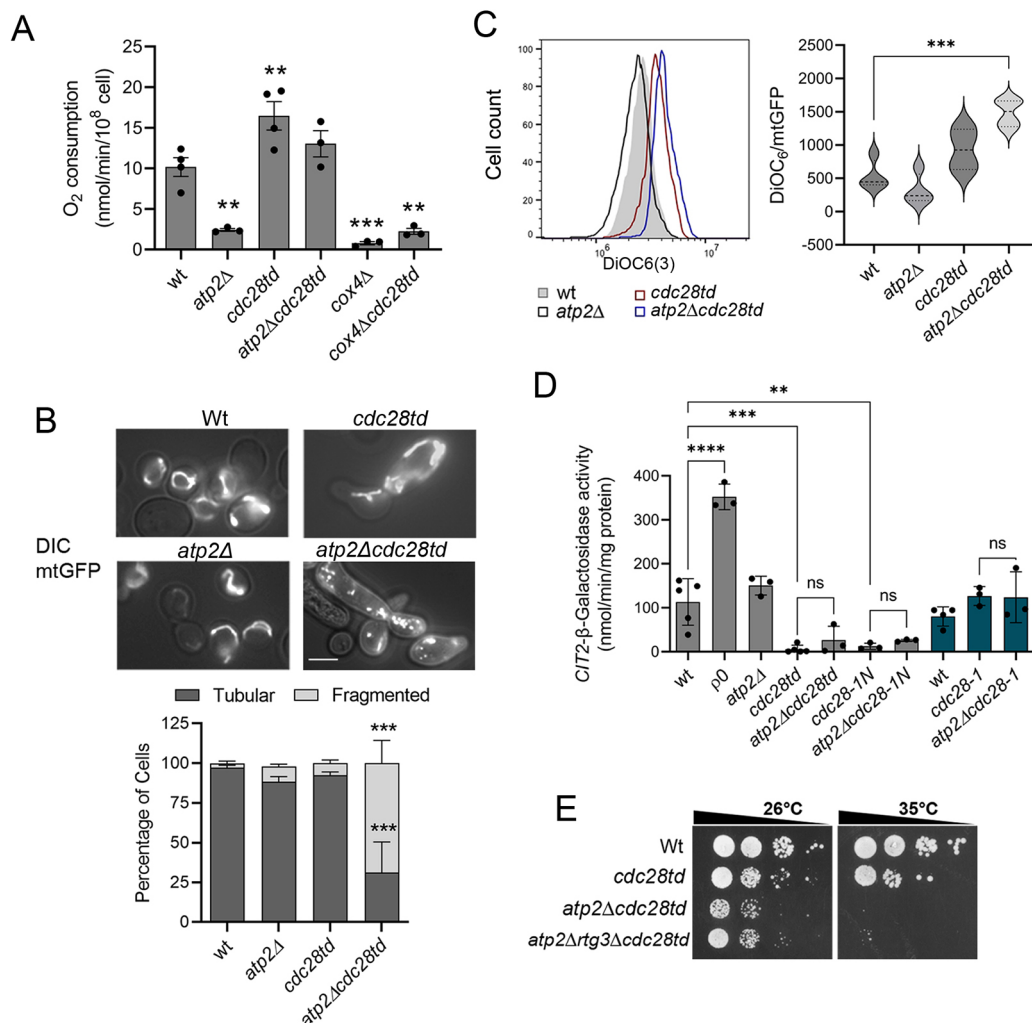 A
O2 consumption
(nmol/min/10^8 cell)
25
20
15
10
5
0
**
**
***
**
wt
atp2Δ
cdc28td
atp2Δcdc28td
cox4Δ
cox4Δcdc28td
B
Wt
cdc28td
DIC
mtGFP
atp2Δ
atp2Δcdc28td
Tubular
Fragmented
Percentage of Cells
125
100
75
50
25
0
***
***
wt
atp2Δ
cdc28td
atp2Δcdc28td
C
Cell count
100
80
60
40
20
0
10^6
10^7
DiOC6(3)
wt
cdc28td
atp2Δ
atp2Δcdc28td
DiOC6/mtGFP
2500
2000
1500
1000
500
0
-500
***
wt
atp2Δ
cdc28td
atp2Δcdc28td
D
CIT2-β-Galactosidase activity
(nmol/min/mg protein)
400
300
200
100
0
**
***
****
ns
ns
ns
wt
ρ0
atp2Δ
cdc28td
atp2Δcdc28td
cdc28-1N
atp2Δcdc28-1N
wt
cdc28-1
atp2Δcdc28-1
E
26°C
35°C
Wt
cdc28td
atp2Δcdc28td
atp2Δrtg3Δcdc28td